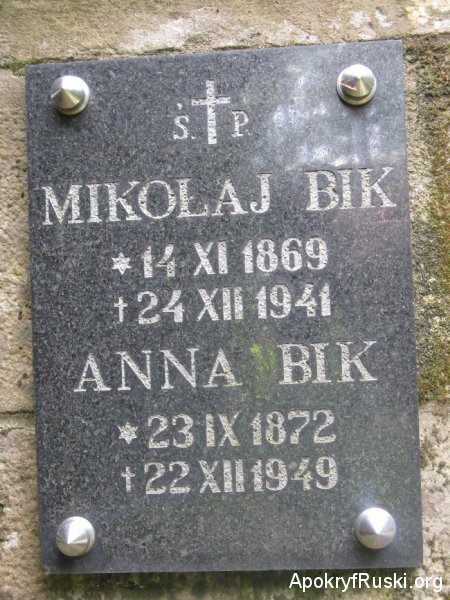 Ś. † P.
MIKOŁAJ BIK
* 14 XI 1869
† 24 XII 1941
ANNA BIK
* 23 IX 1872
† 22 XII 1949
ApokryfRuski.org